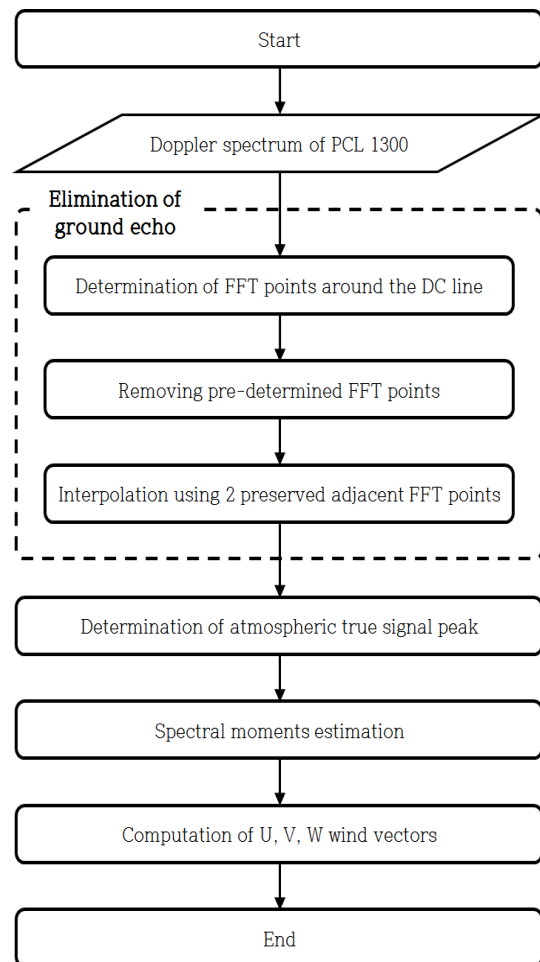 Start
Doppler spectrum of PCL 1300
Elimination of
ground echo
Determination of FFT points around the DC line
Removing pre-determined FFT points
Interpolation using 2 preserved adjacent FFT points
Determination of atmospheric true signal peak
Spectral moments estimation
Computation of U, V, W wind vectors
End